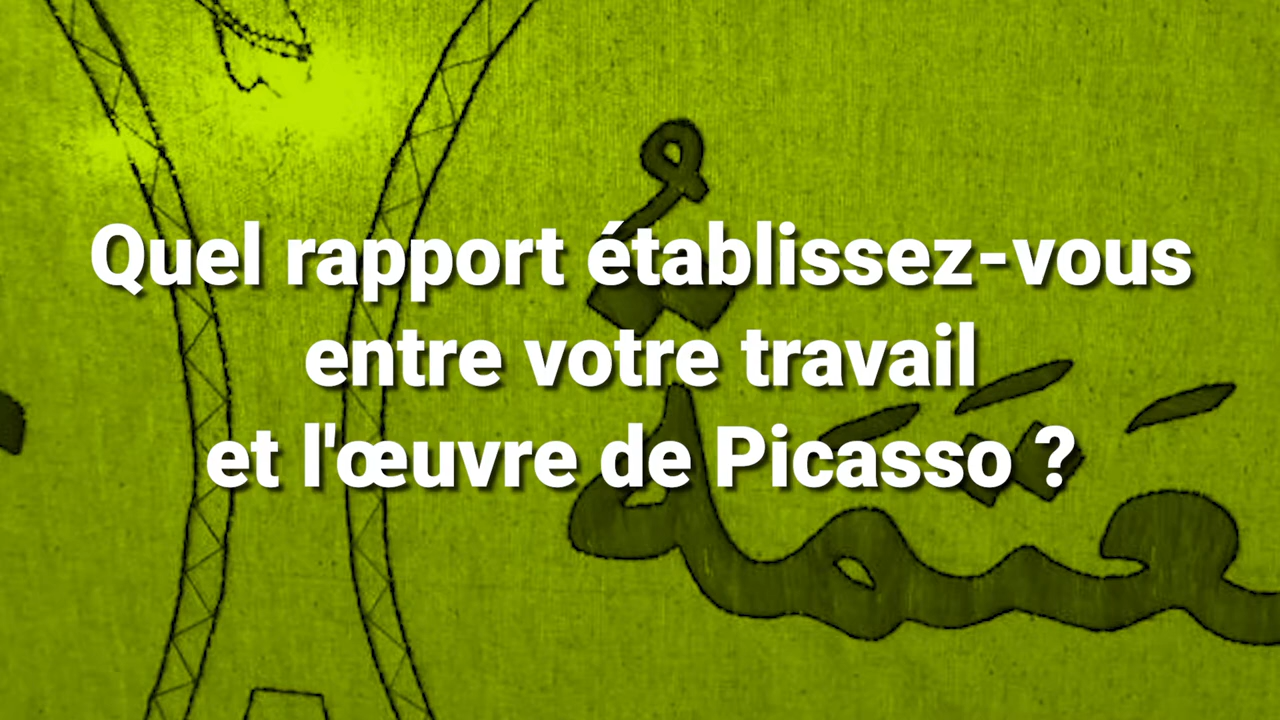 Quel rapport établissez-vous
entre votre travail
et l'œuvre de Picasso ?